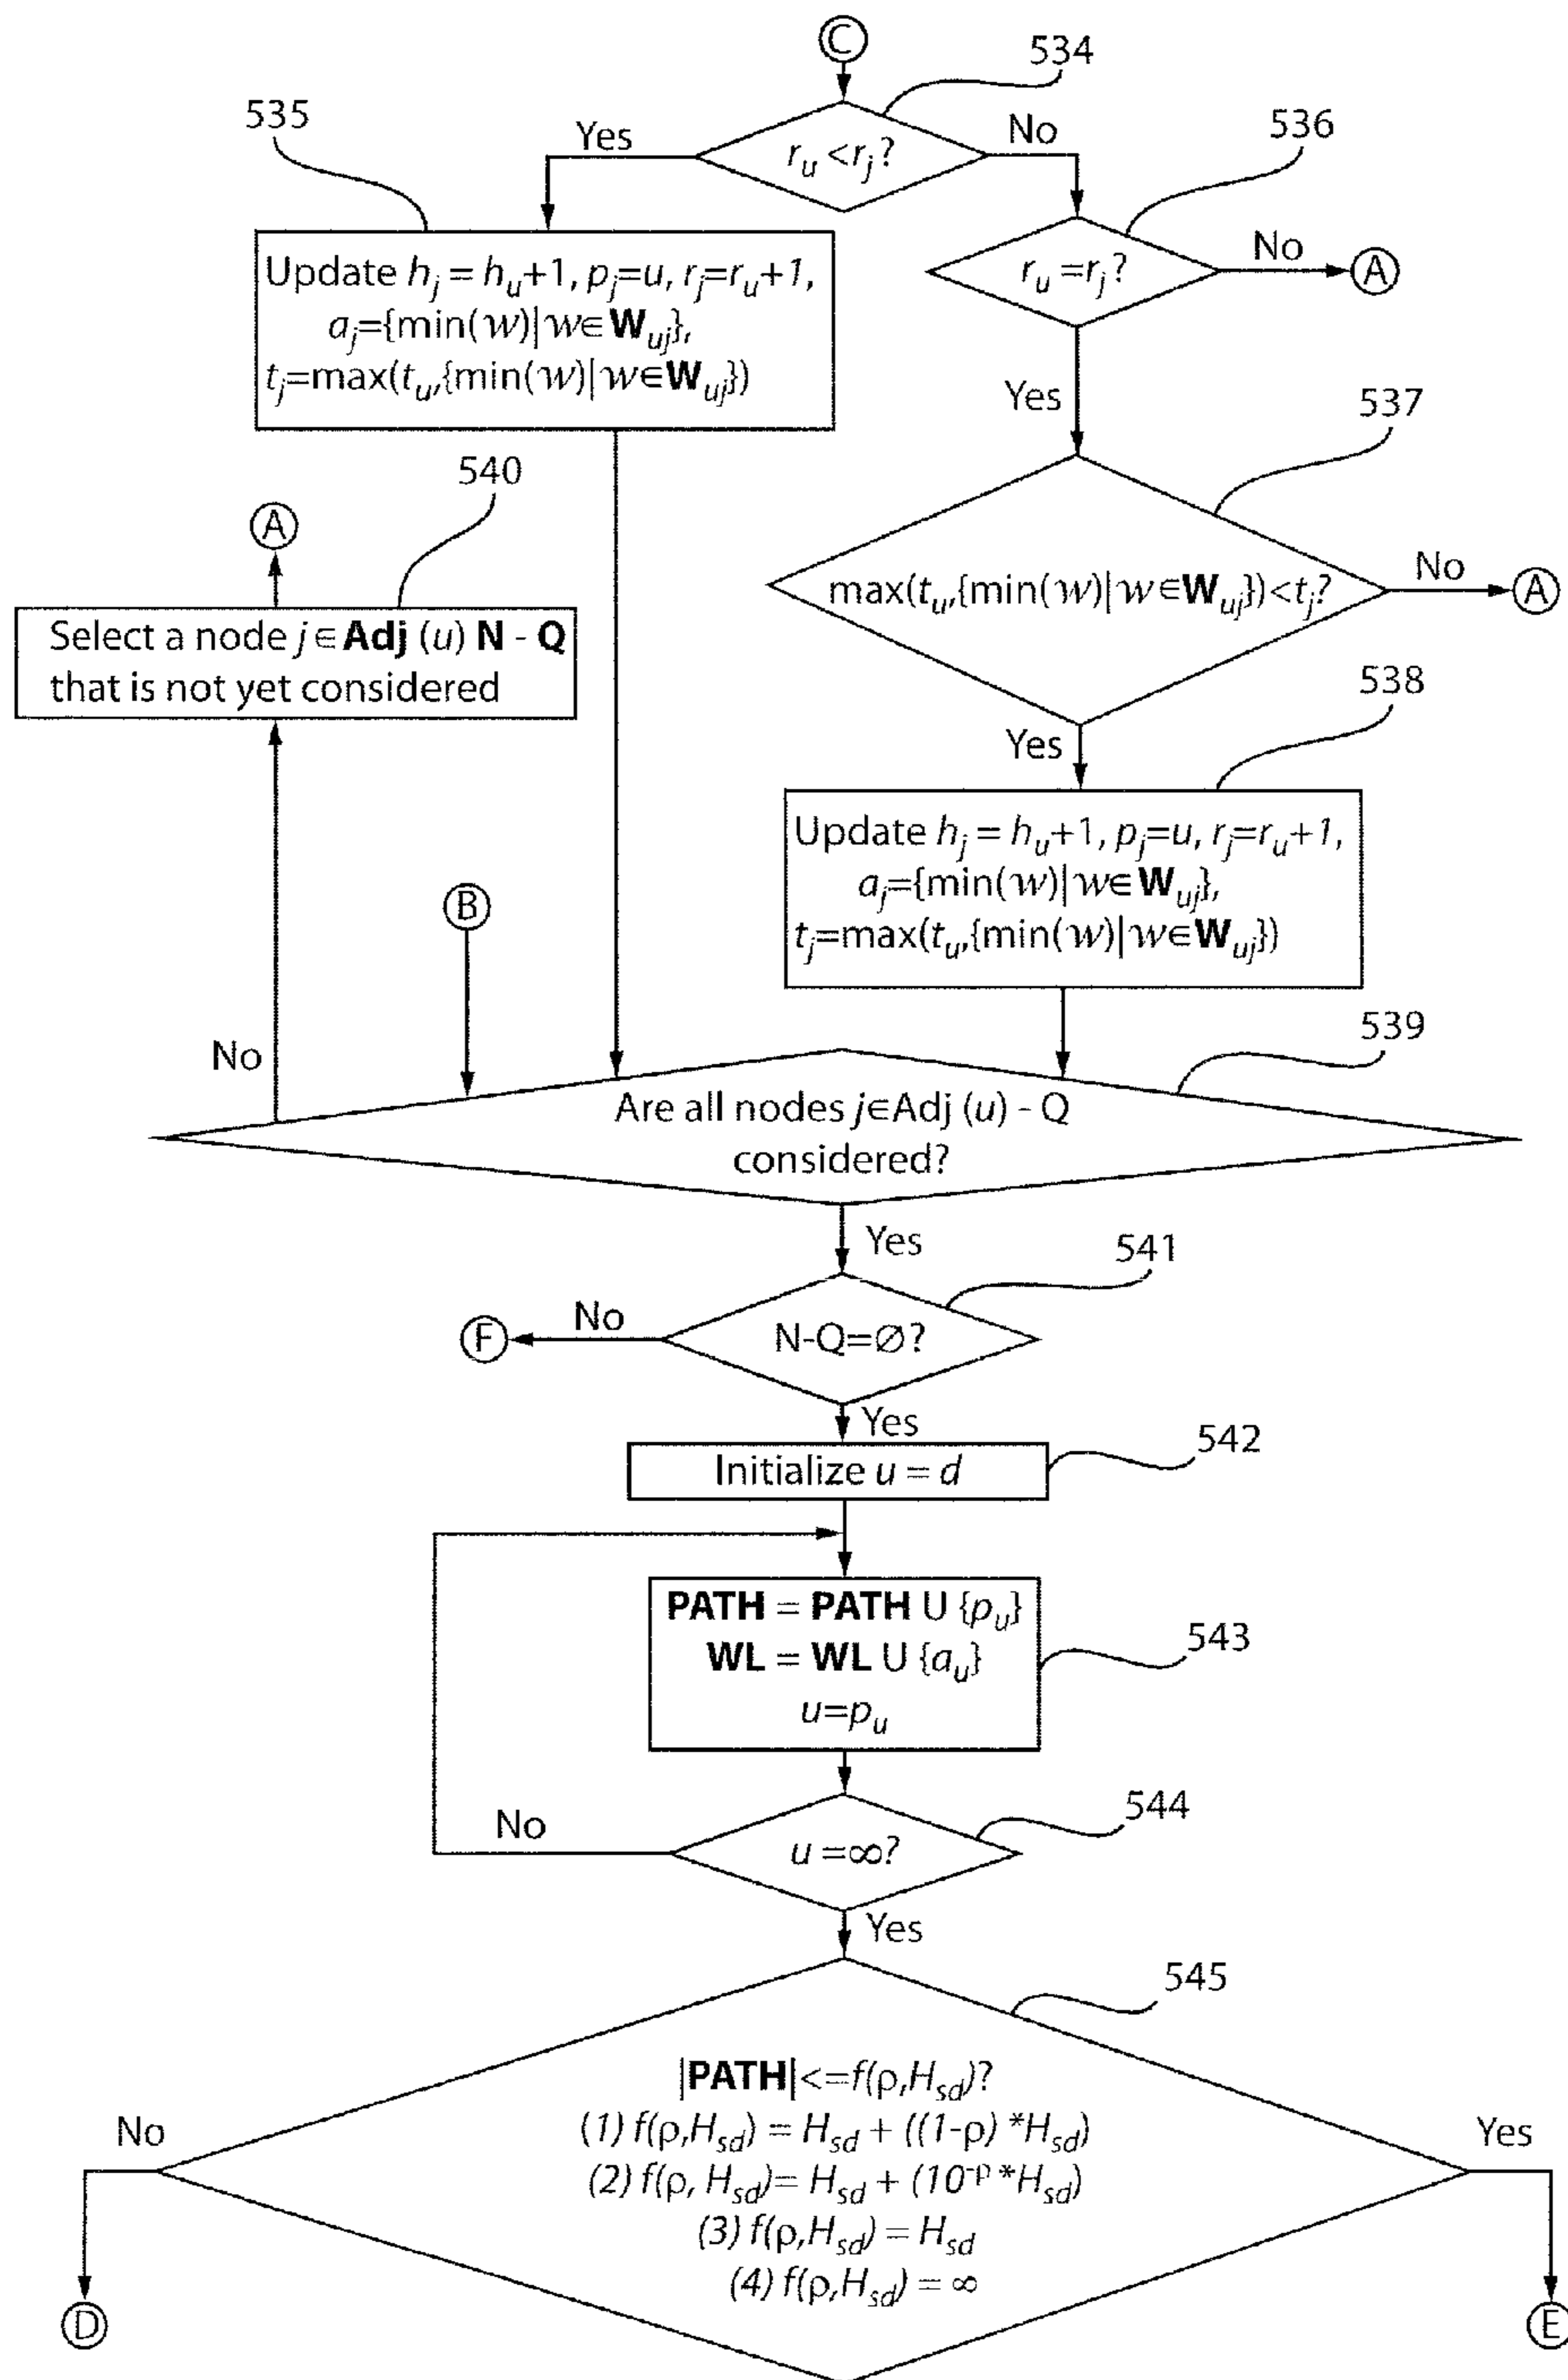 C
534
r_u <r_j?
Yes
No
535
Update h_j = h_u+1, p_j=u, r_j=r_u+1,
a_j={min(w)|w∈W_uj},
t_j=max(t_u,{min(w)|w∈W_uj})
536
r_u =r_j?
No
A
Yes
537
max(t_u,{min(w)|w∈W_uj})<t_j?
No
A
Yes
538
Update h_j = h_u+1, p_j=u, r_j=r_u+1,
a_j={min(w)|w∈W_uj},
t_j=max(t_u,{min(w)|w∈W_uj})
540
A
Select a node j∈Adj (u) N - Q
that is not yet considered
B
No
539
Are all nodes j∈Adj (u) - Q
considered?
Yes
541
N-Q=∅?
No
F
Yes
542
Initialize u = d
543
PATH = PATH U {p_u}
WL = WL U {a_u}
u=p_u
544
u =∞?
No
Yes
545
|PATH|<=f(ρ,H_sd)?
(1) f(ρ,H_sd) = H_sd + ((1-ρ) *H_sd)
(2) f(ρ, H_sd)= H_sd + (10^-ρ *H_sd)
(3) f(ρ,H_sd) = H_sd
(4) f(ρ,H_sd) = ∞
No
D
Yes
E